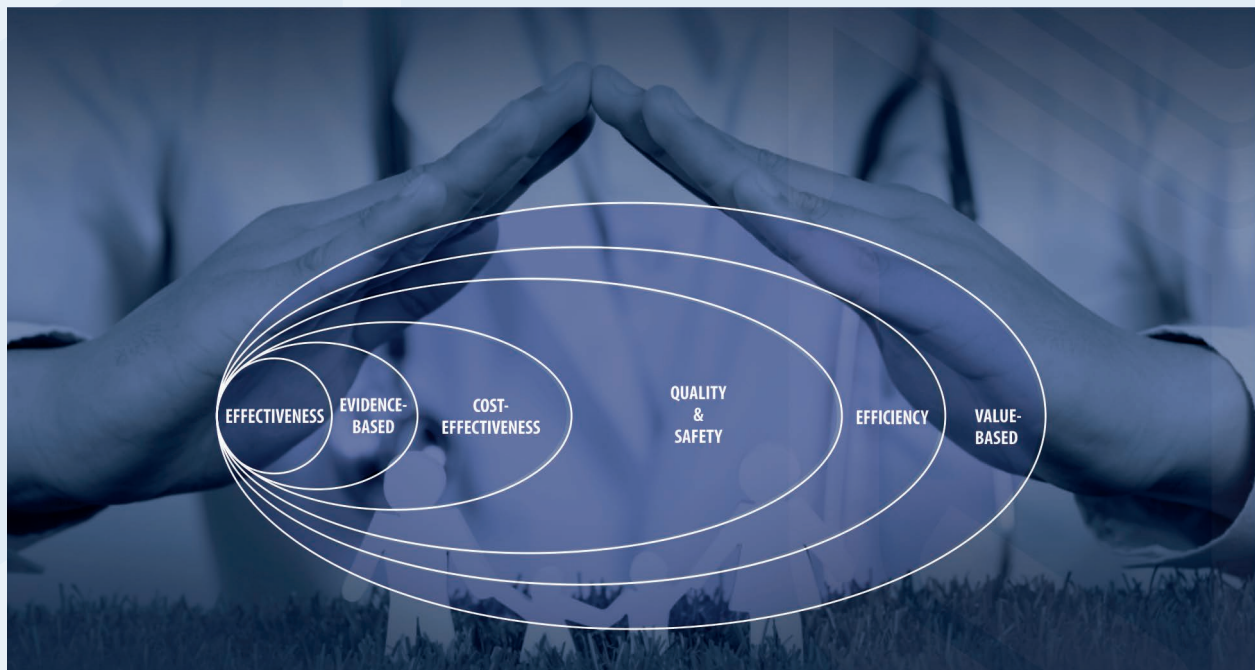 EFFECTIVENESS
EVIDENCE-
BASED
COST-
EFFECTIVENESS
QUALITY
&
SAFETY
EFFICIENCY
VALUE-
BASED